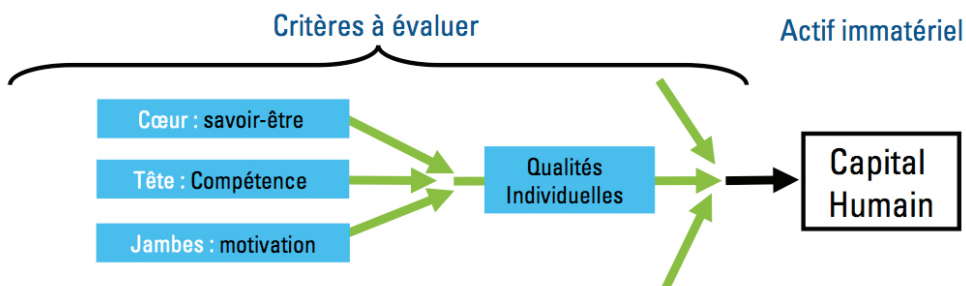 Critères à évaluer
Actif immatériel
Cœur : savoir-être
Tête : Compétence
Jambes : motivation
Qualités
Individuelles
Capital
Humain